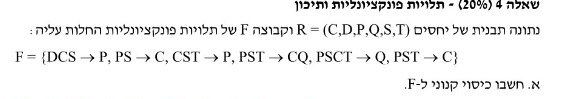 שאלה 4 (20%) - תלויות פונקציונליות ותיכון
נתונה תבנית של יחסים R = (C,D,P,Q,S,T) וקבוצה F של תלויות פונקציונליות החלות עליה:
F = {DCS → P, PS → C, CST → P, PST → CQ, PSCT → Q, PST → C}
א. חשבו כיסוי קנוני ל-F.